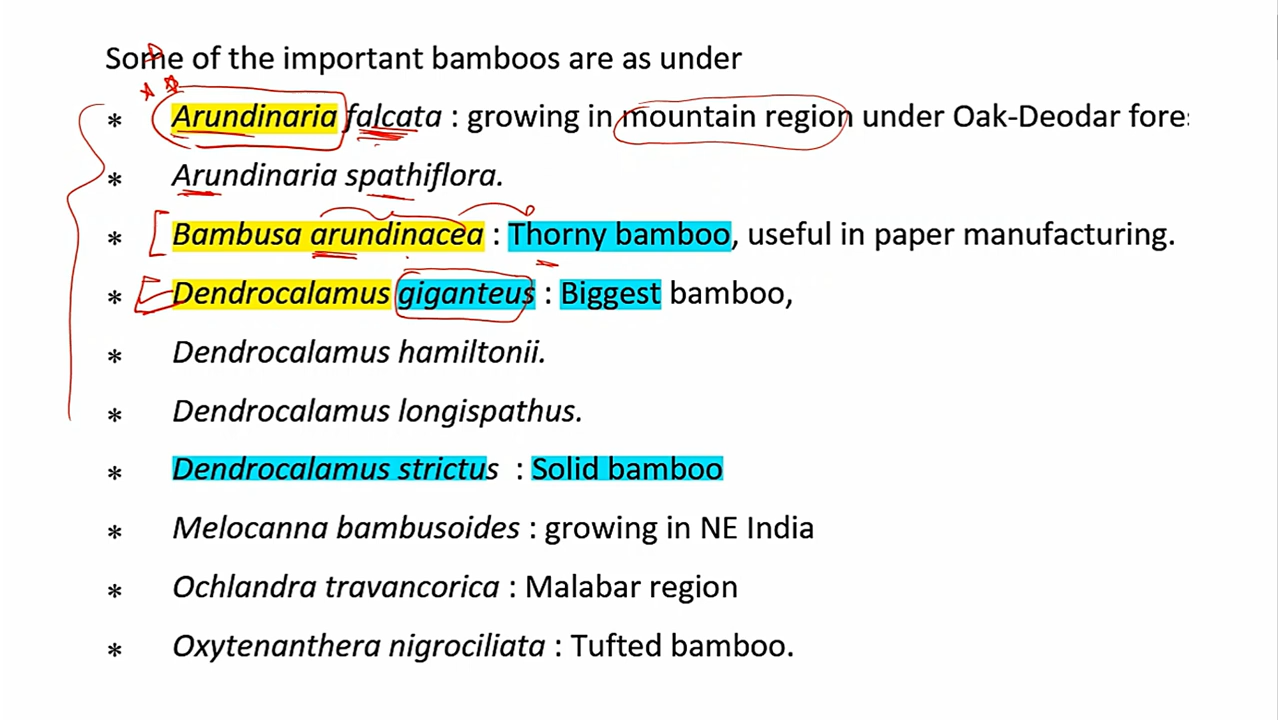 Some of the important bamboos are as under
* Arundinaria falcata : growing in mountain region under Oak-Deodar fores
* Arundinaria spathiflora.
* Bambusa arundinacea : Thorny bamboo, useful in paper manufacturing.
* Dendrocalamus giganteus : Biggest bamboo,
* Dendrocalamus hamiltonii.
* Dendrocalamus longispathus.
* Dendrocalamus strictus : Solid bamboo
* Melocanna bambusoides : growing in NE India
* Ochlandra travancorica : Malabar region
* Oxytenanthera nigrociliata : Tufted bamboo.